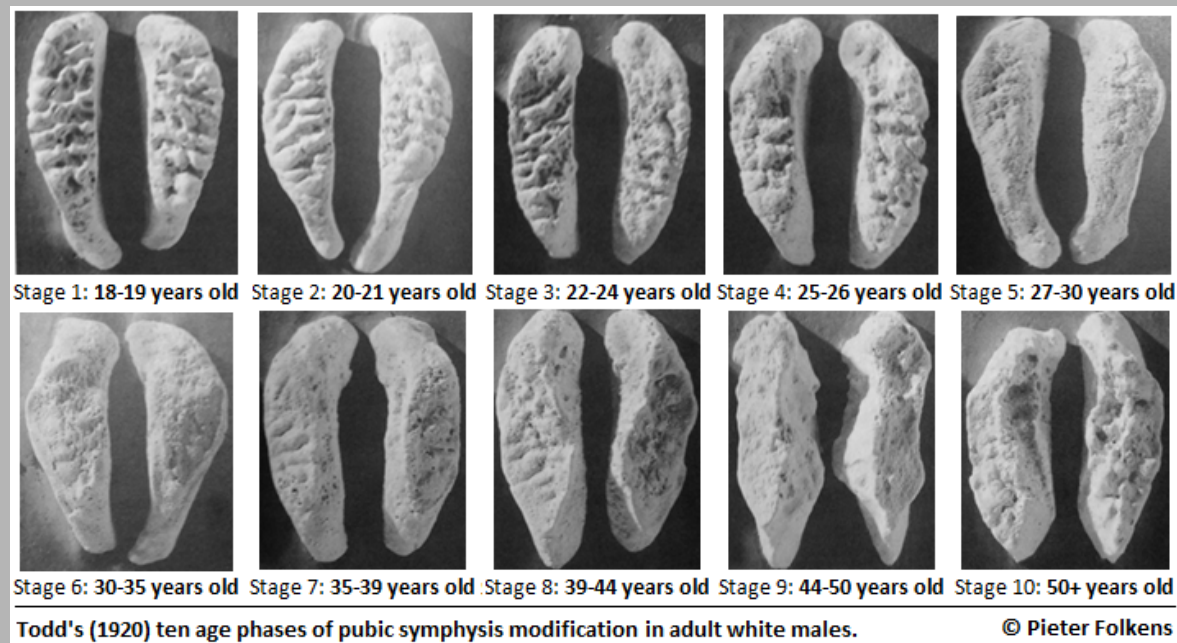 Stage 1: 18-19 years old Stage 2: 20-21 years old Stage 3: 22-24 years old Stage 4: 25-26 years old Stage 5: 27-30 years old
Stage 6: 30-35 years old Stage 7: 35-39 years old Stage 8: 39-44 years old Stage 9: 44-50 years old Stage 10: 50+ years old
Todd's (1920) ten age phases of pubic symphysis modification in adult white males. © Pieter Folkens